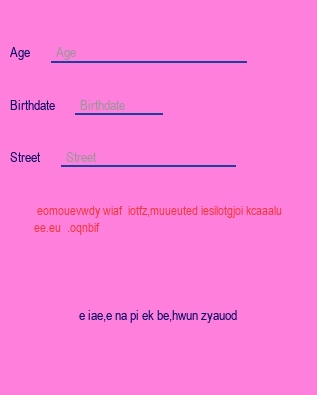 Age Age
Birthdate Birthdate
Street Street
eomouevwdy wiaf iotfz,muueuted iesilotgjoi kcaaalu
ee.eu .oqnbif
e iae,e na pi ek be,hwun zyauod